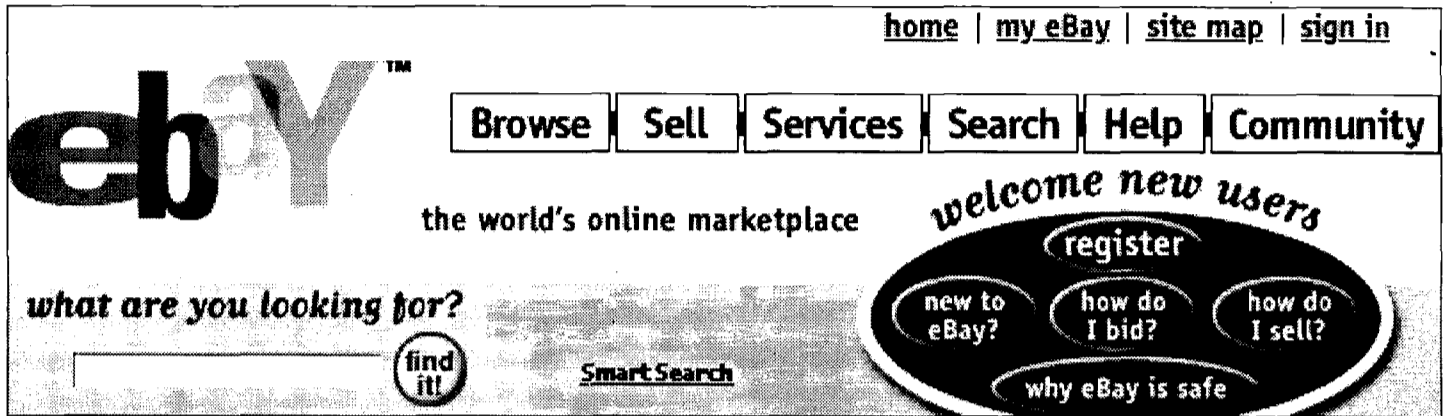 home | my eBay | site map | sign in
ebaY™
Browse Sell Services Search Help Community
the world's online marketplace
welcome new users
register
new to eBay?
how do I bid?
how do I sell?
why eBay is safe
what are you looking for?
find it!
Smart Search